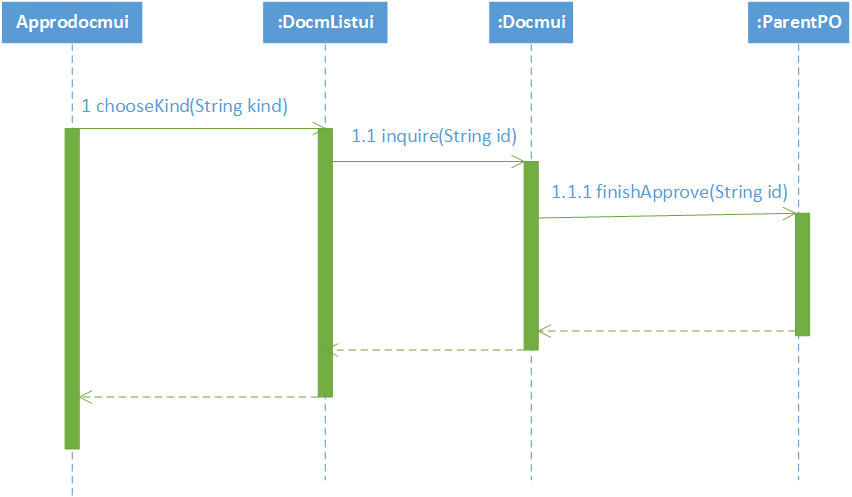 Approdocmui
:DocmListui
:Docmui
:ParentPO
1 chooseKind(String kind)
1.1 inquire(String id)
1.1.1 finishApprove(String id)